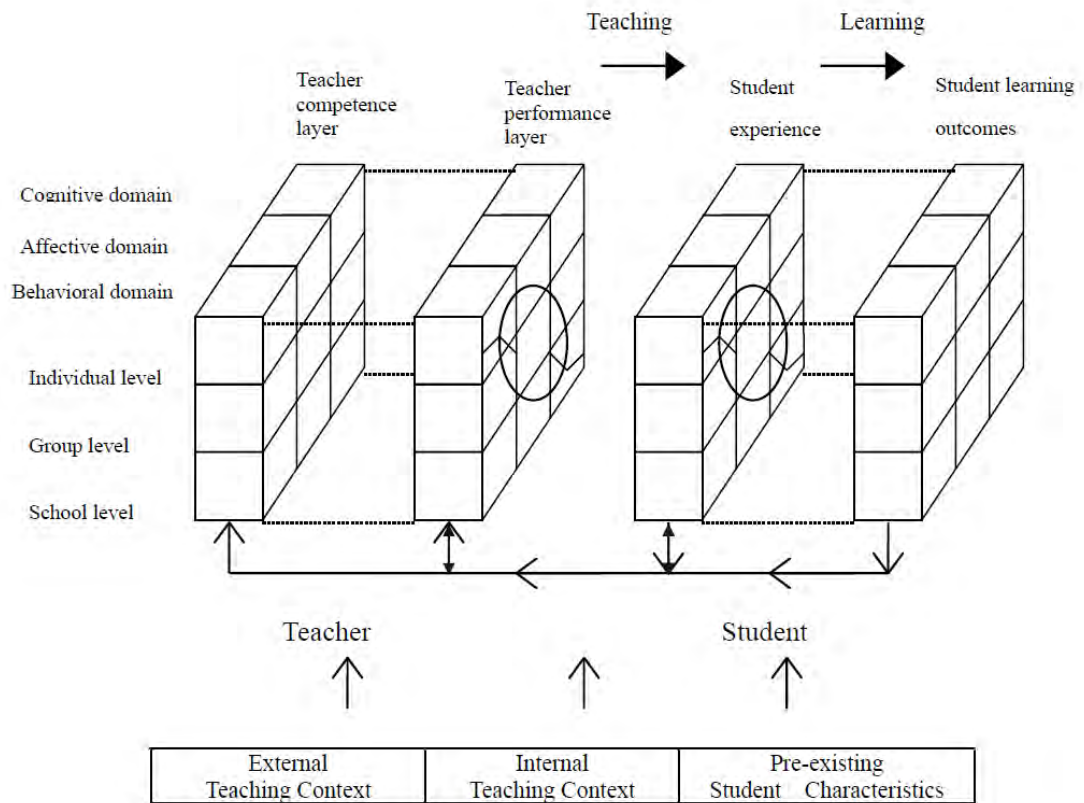 Teaching
Learning
Teacher
competence
layer
Teacher
performance
layer
Student
experience
Student learning
outcomes
Cognitive domain
Affective domain
Behavioral domain
Individual level
Group level
School level
Teacher
Student
External
Teaching Context
Internal
Teaching Context
Pre-existing
Student Characteristics